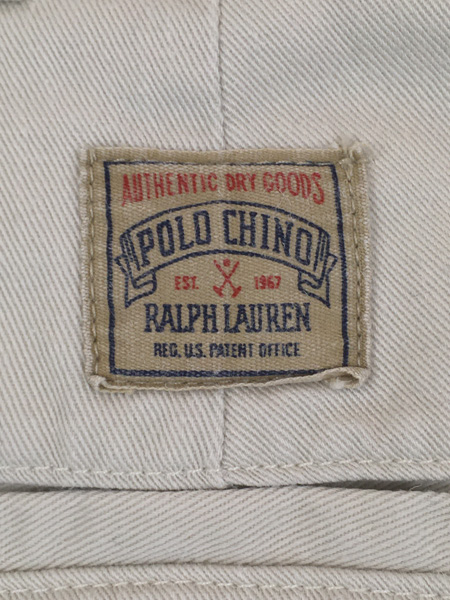 AUTHENTIC DRY GOODS
POLO CHINO
EST. 1967
RALPH LAUREN
REG. U.S. PATENT OFFICE